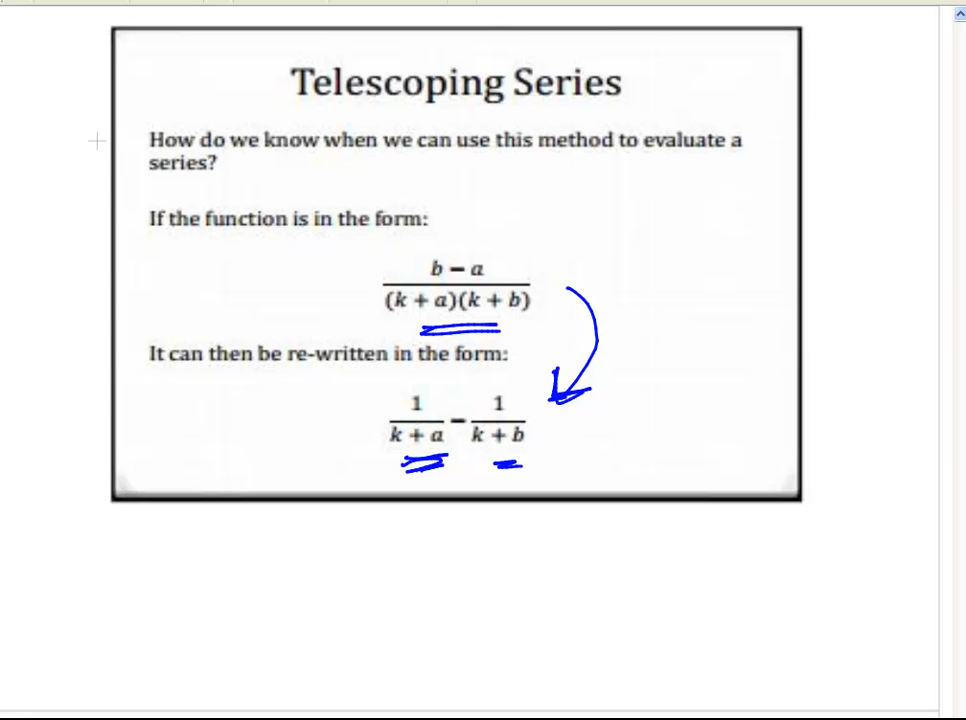 Telescoping Series
How do we know when we can use this method to evaluate a
series?
If the function is in the form:
b − a
(k + a)(k + b)
It can then be re-written in the form:
1 − 1
k + a k + b